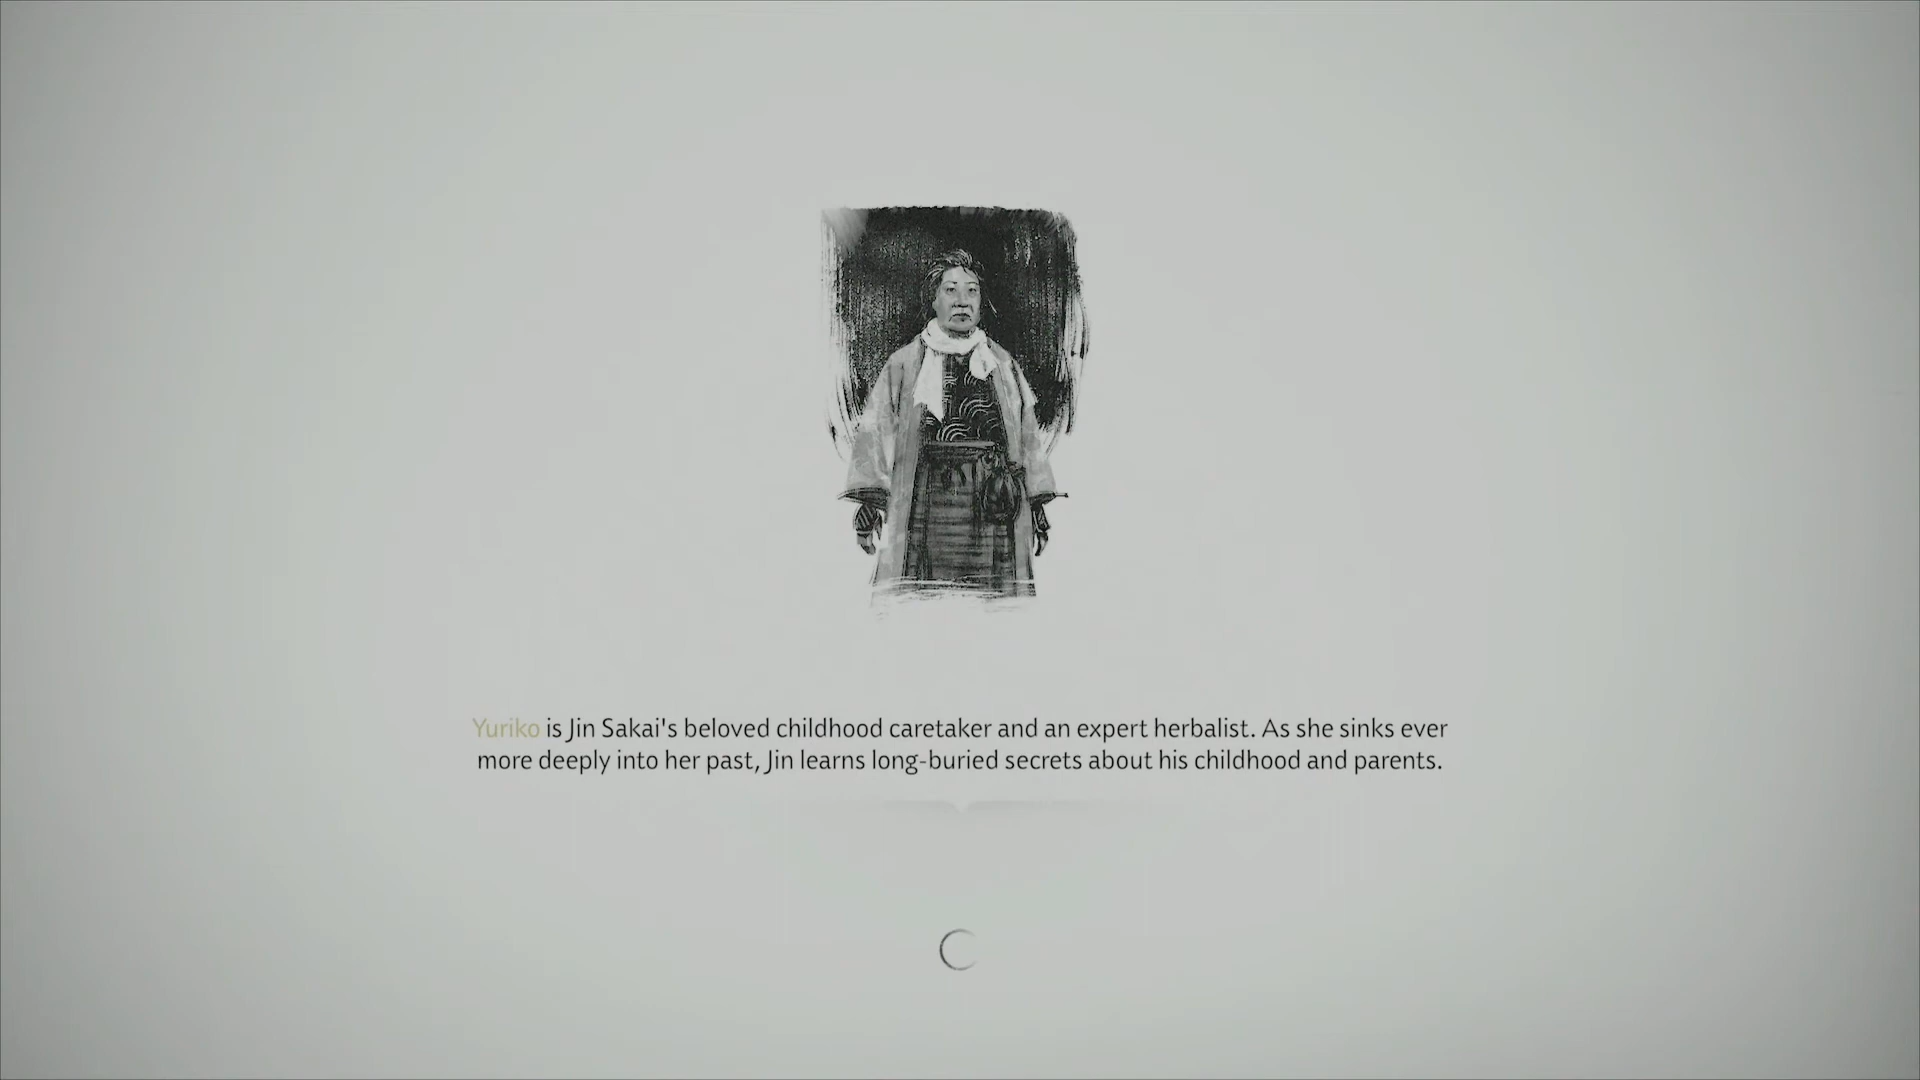 Yuriko is Jin Sakai's beloved childhood caretaker and an expert herbalist. As she sinks ever
more deeply into her past, Jin learns long-buried secrets about his childhood and parents.